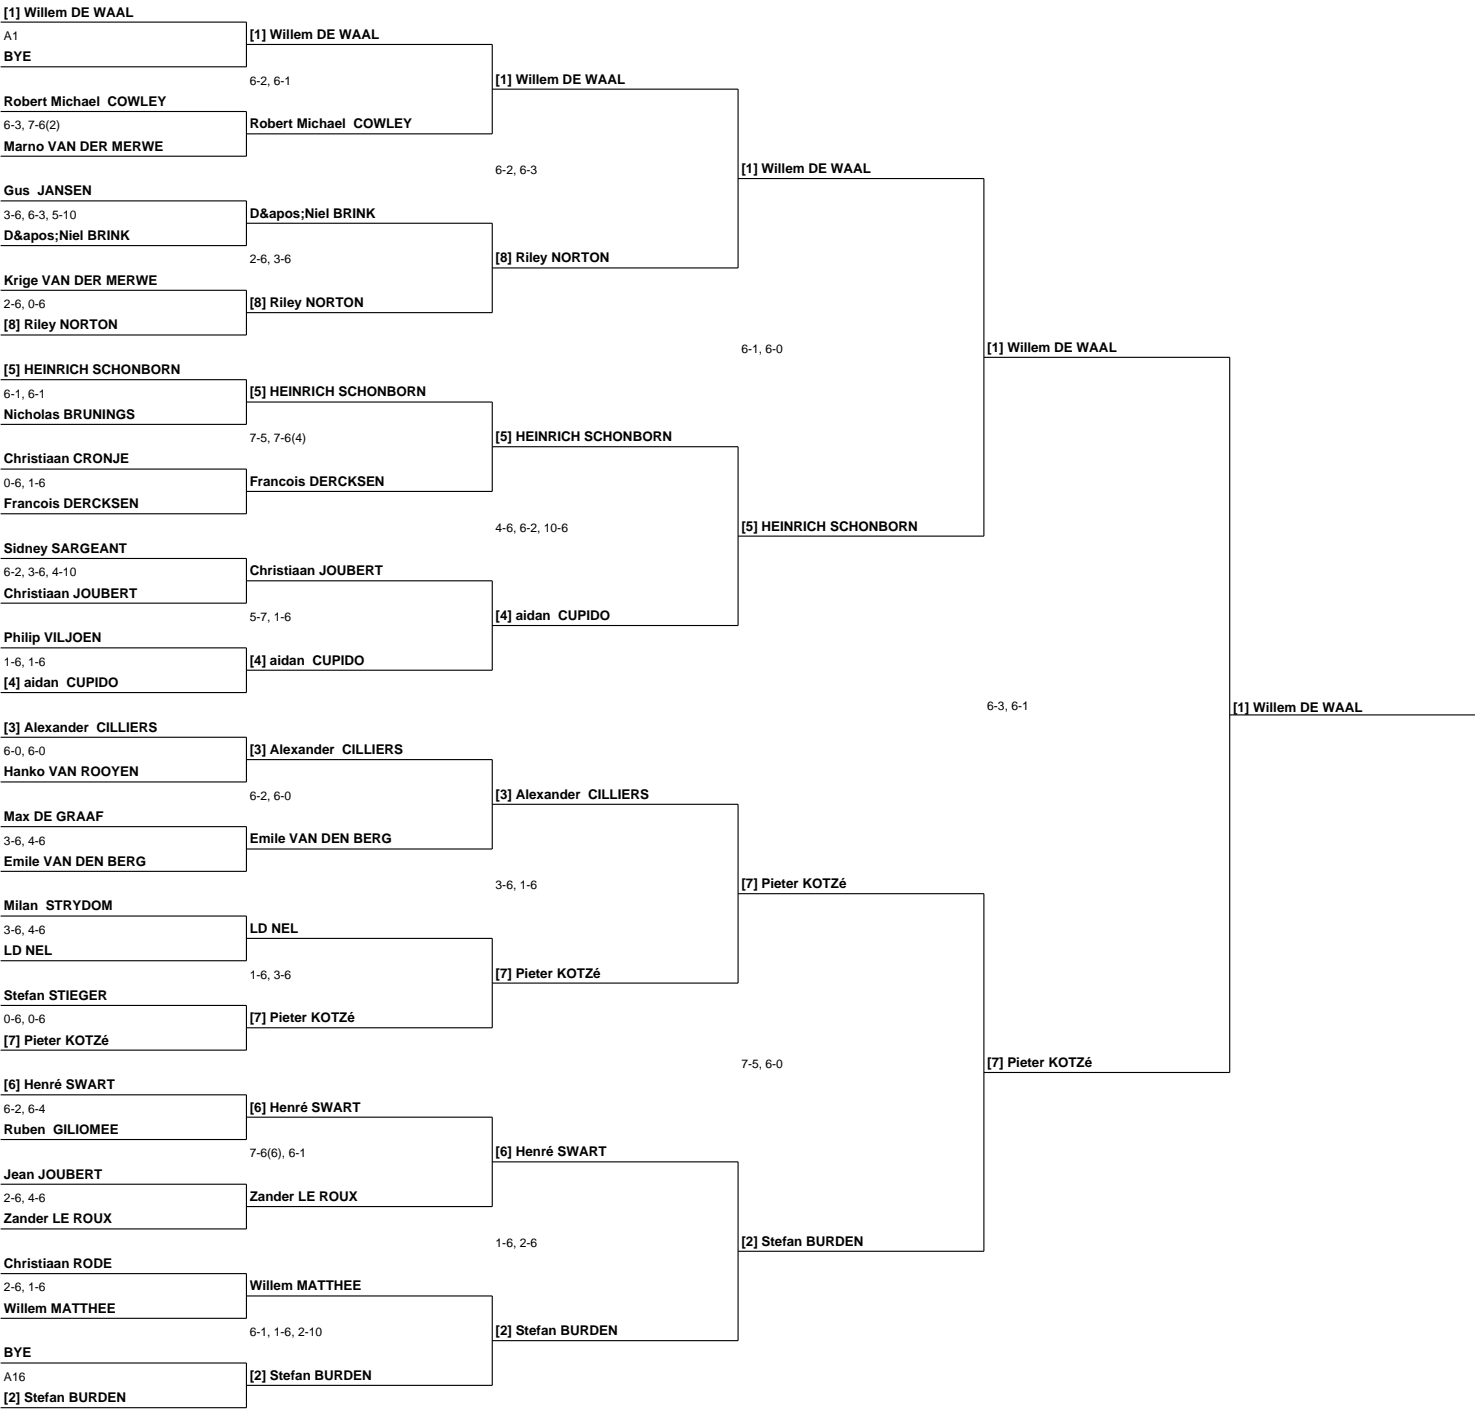 [1] Willem DE WAAL
A1
BYE
[1] Willem DE WAAL
6-2, 6-1
[1] Willem DE WAAL
Robert Michael  COWLEY
6-3, 7-6(2)
Marno VAN DER MERWE
Robert Michael  COWLEY
6-2, 6-3
[1] Willem DE WAAL
Gus  JANSEN
3-6, 6-3, 5-10
D&apos;Niel BRINK
D&apos;Niel BRINK
2-6, 3-6
[8] Riley NORTON
Krige VAN DER MERWE
2-6, 0-6
[8] Riley NORTON
[8] Riley NORTON
6-1, 6-0
[1] Willem DE WAAL
[5] HEINRICH SCHONBORN
6-1, 6-1
Nicholas BRUNINGS
[5] HEINRICH SCHONBORN
7-5, 7-6(4)
[5] HEINRICH SCHONBORN
Christiaan CRONJE
0-6, 1-6
Francois DERCKSEN
Francois DERCKSEN
4-6, 6-2, 10-6
[5] HEINRICH SCHONBORN
Sidney SARGEANT
6-2, 3-6, 4-10
Christiaan JOUBERT
Christiaan JOUBERT
5-7, 1-6
[4] aidan  CUPIDO
Philip VILJOEN
1-6, 1-6
[4] aidan  CUPIDO
[4] aidan  CUPIDO
6-3, 6-1
[1] Willem DE WAAL
[3] Alexander  CILLIERS
6-0, 6-0
Hanko VAN ROOYEN
[3] Alexander  CILLIERS
6-2, 6-0
[3] Alexander  CILLIERS
Max DE GRAAF
3-6, 4-6
Emile VAN DEN BERG
Emile VAN DEN BERG
3-6, 1-6
[7] Pieter KOTZé
Milan  STRYDOM
3-6, 4-6
LD NEL
LD NEL
1-6, 3-6
[7] Pieter KOTZé
Stefan STIEGER
0-6, 0-6
[7] Pieter KOTZé
[7] Pieter KOTZé
7-5, 6-0
[7] Pieter KOTZé
[6] Henré SWART
6-2, 6-4
Ruben  GILIOMEE
[6] Henré SWART
7-6(6), 6-1
[6] Henré SWART
Jean JOUBERT
2-6, 4-6
Zander LE ROUX
Zander LE ROUX
1-6, 2-6
[2] Stefan BURDEN
Christiaan RODE
2-6, 1-6
Willem MATTHEE
Willem MATTHEE
6-1, 1-6, 2-10
[2] Stefan BURDEN
BYE
A16
[2] Stefan BURDEN
[2] Stefan BURDEN